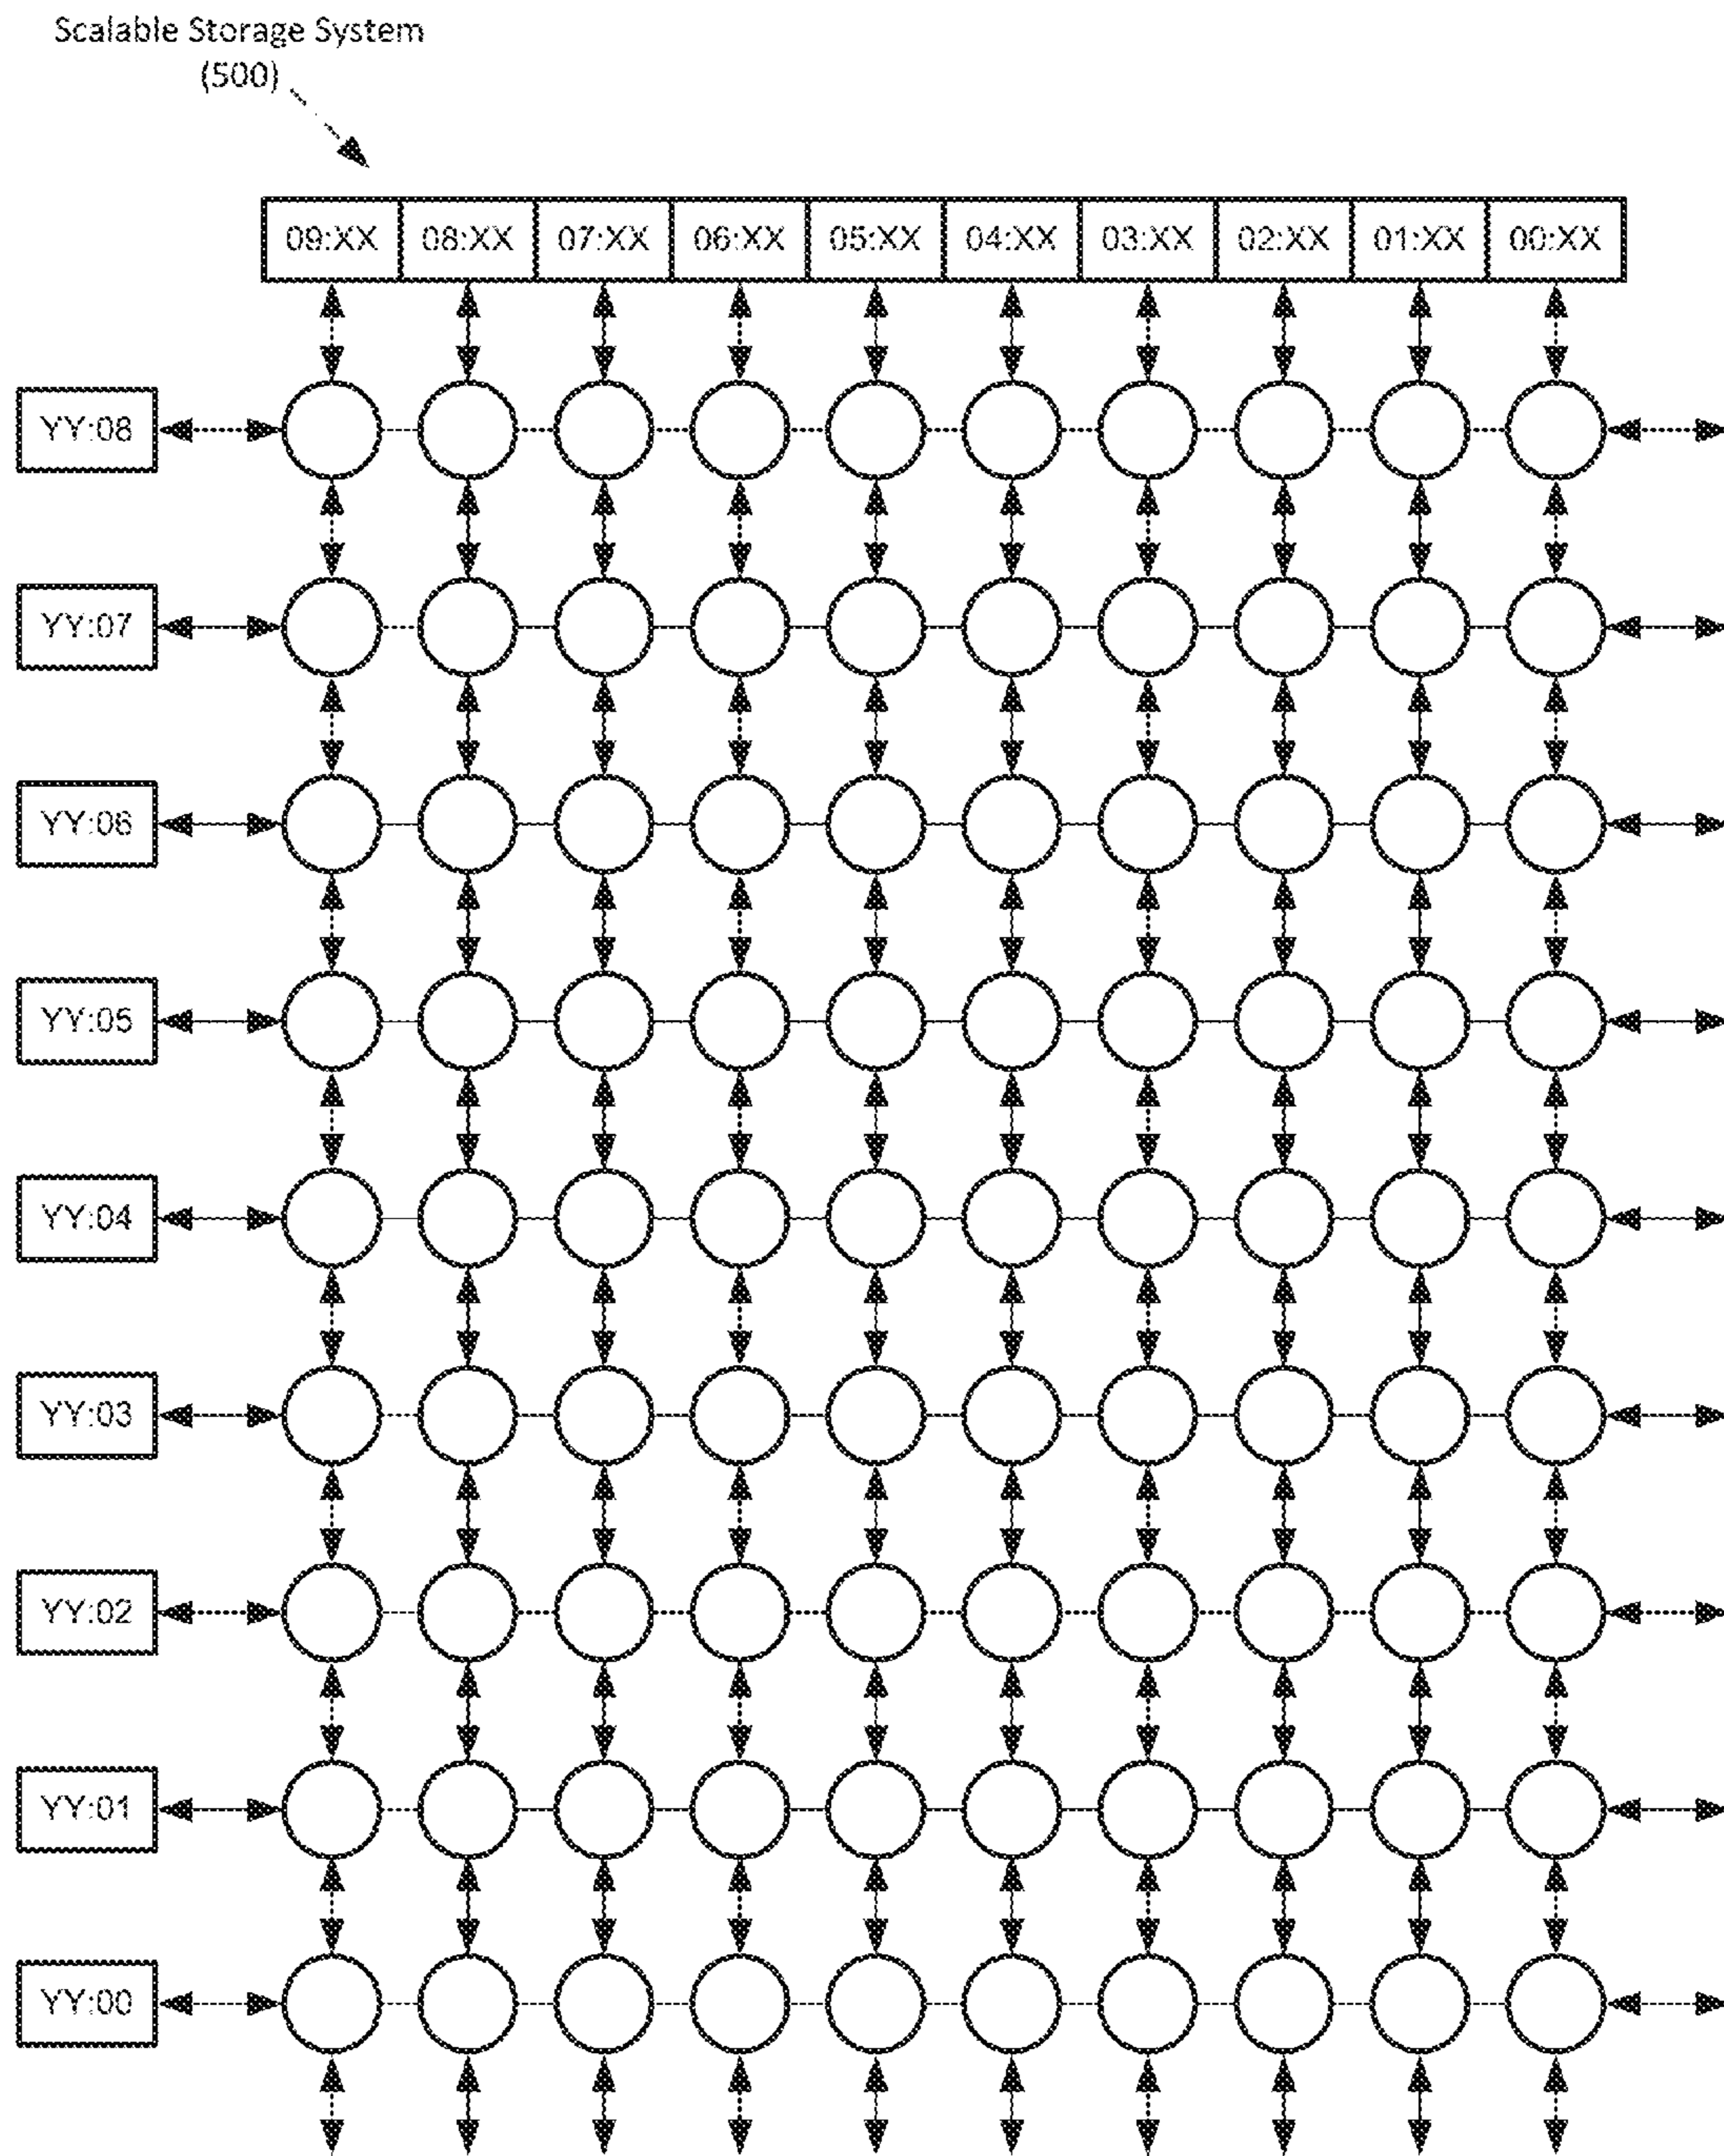 Scalable Storage System
(500)
09:XX 08:XX 07:XX 06:XX 05:XX 04:XX 03:XX 02:XX 01:XX 00:XX
YY:08
YY:07
YY:06
YY:05
YY:04
YY:03
YY:02
YY:01
YY:00